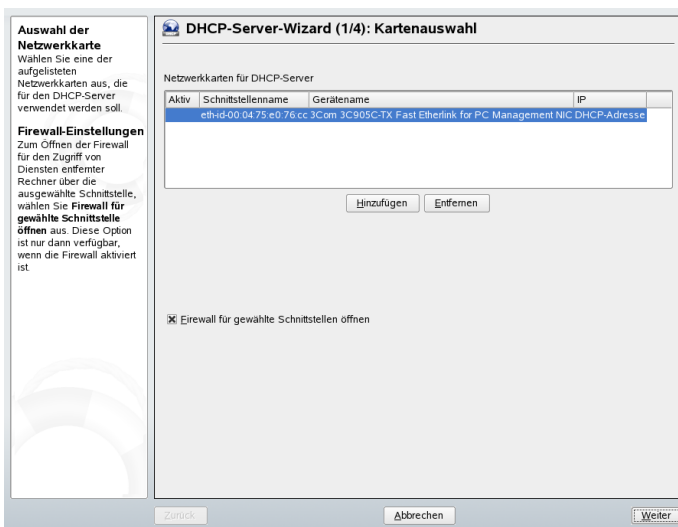 Auswahl der
Netzwerkkarte
Wählen Sie eine der
aufgelisteten
Netzwerkkarten aus, die
für den DHCP-Server
verwendet werden soll.
Firewall-Einstellungen
Zum Öffnen der Firewall
für den Zugriff von
Diensten entfernter
Rechner über die
ausgewählte Schnittstelle,
wählen Sie Firewall für
gewählte Schnittstelle
öffnen aus. Diese Option
ist nur dann verfügbar,
wenn die Firewall aktiviert
ist.
DHCP-Server-Wizard (1/4): Kartenauswahl
Netzwerkkarten für DHCP-Server
Aktiv Schnittstellenname Gerätename IP
eth-id-00:04:75:e0:76:cc 3Com 3C905C-TX Fast Etherlink for PC Management NIC DHCP-Adresse
Hinzufügen Entfernen
Firewall für gewählte Schnittstellen öffnen
Zurück Abbrechen Weiter